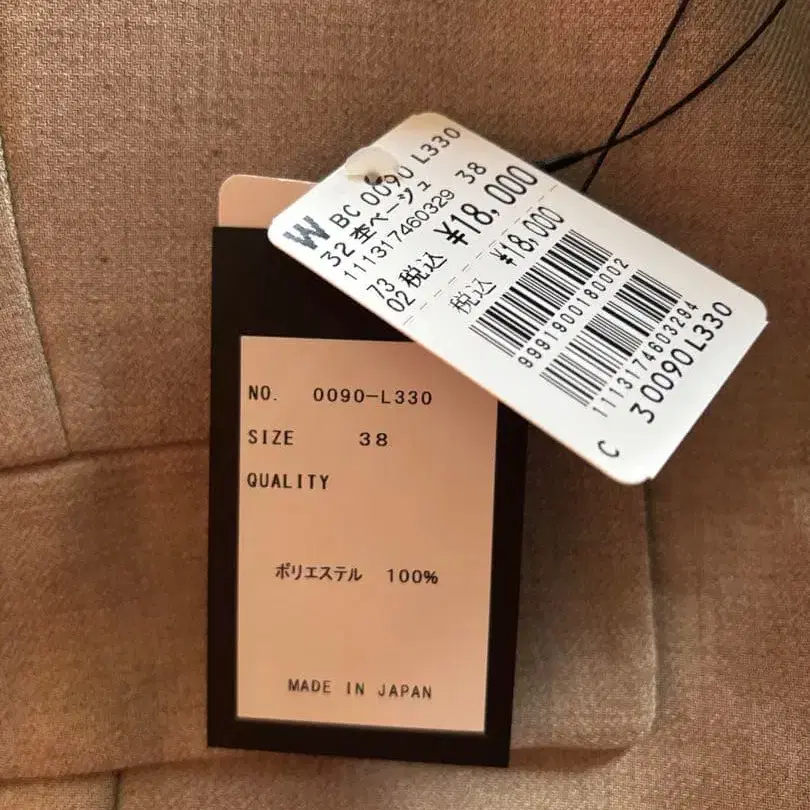 W BC 0090 L330
32 杢ベージュ
111317460329 38
73
02 税込 ¥18,000
税込 ¥18,000
9991900180002
1113174603294
C 30090L330
NO. 0090-L330
SIZE 38
QUALITY
ポリエステル 100%
MADE IN JAPAN